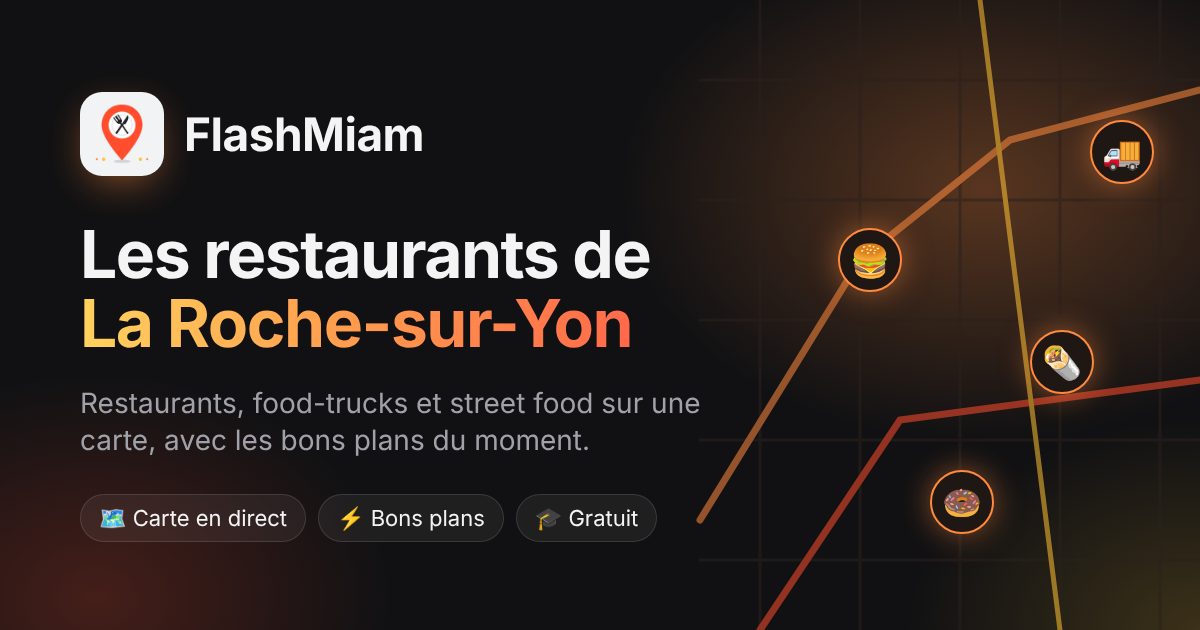 FlashMiam
Les restaurants de
La Roche-sur-Yon
Restaurants, food-trucks et street food sur une
carte, avec les bons plans du moment.
🗺️ Carte en direct
⚡ Bons plans
🎓 Gratuit